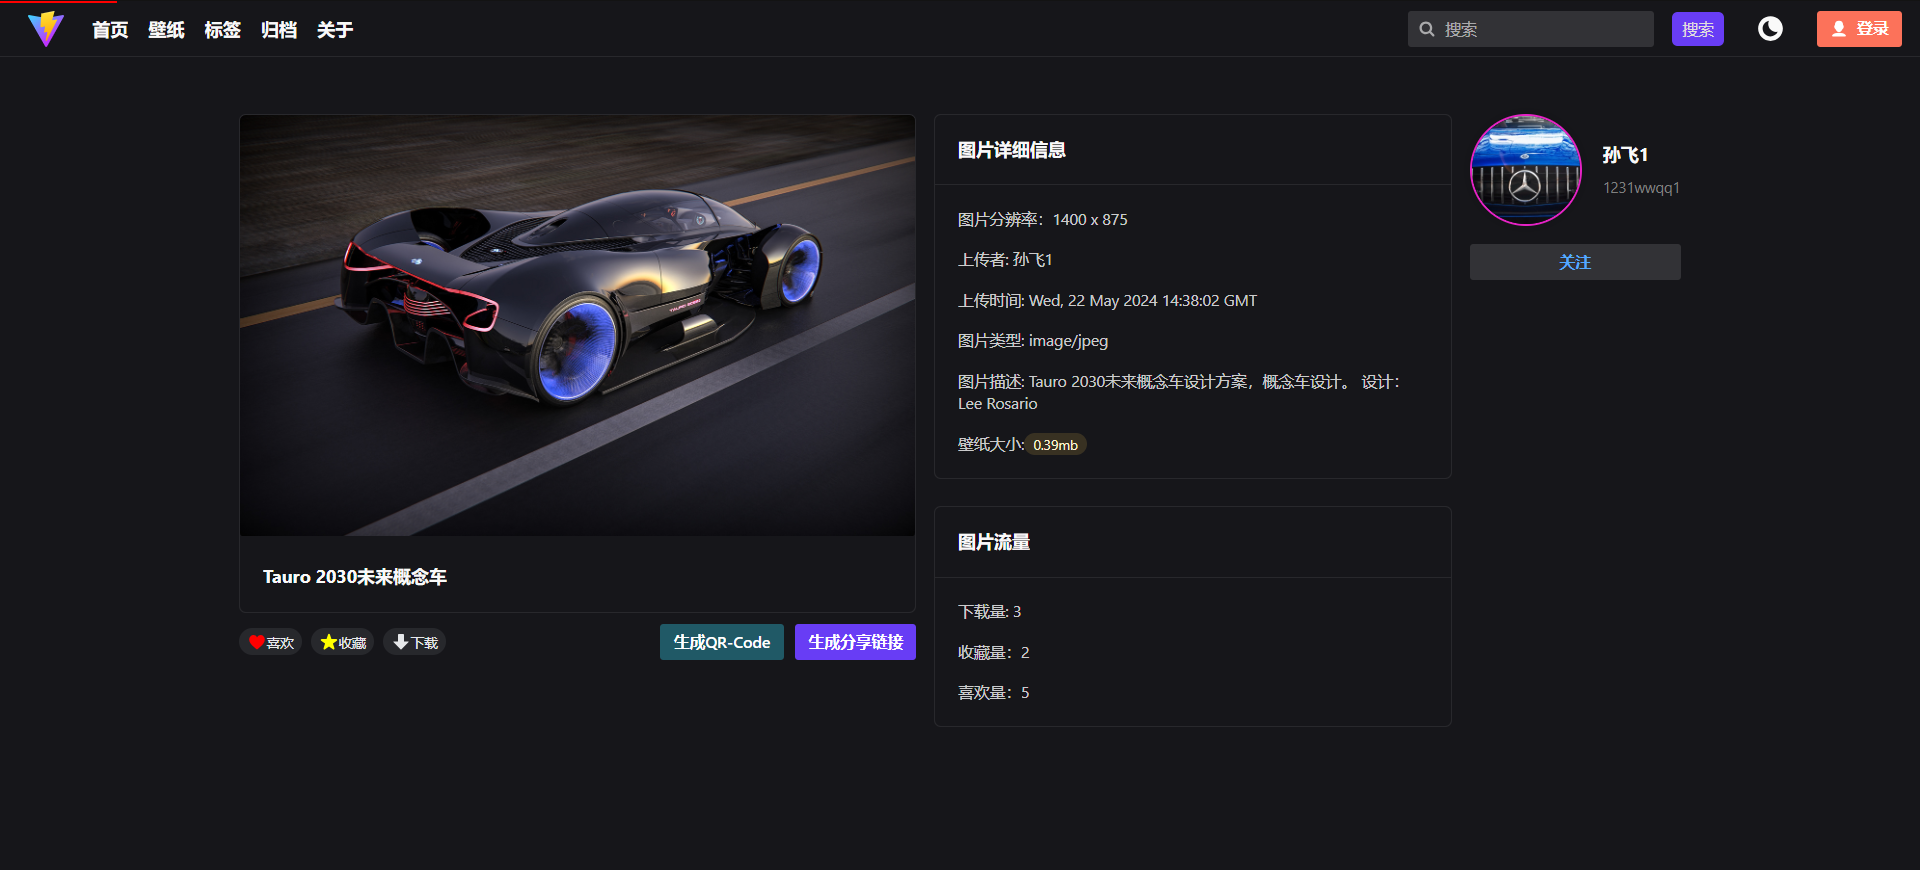 首页 壁纸 标签 归档 关于
搜索 搜索 登录
Tauro 2030未来概念车
喜欢 收藏 下载 生成QR-Code 生成分享链接
图片详细信息
图片分辨率：1400 x 875
上传者: 孙飞1
上传时间: Wed, 22 May 2024 14:38:02 GMT
图片类型: image/jpeg
图片描述: Tauro 2030未来概念车设计方案，概念车设计。 设计：
Lee Rosario
壁纸大小: 0.39mb
图片流量
下载量: 3
收藏量：2
喜欢量：5
孙飞1
1231wwqq1
关注